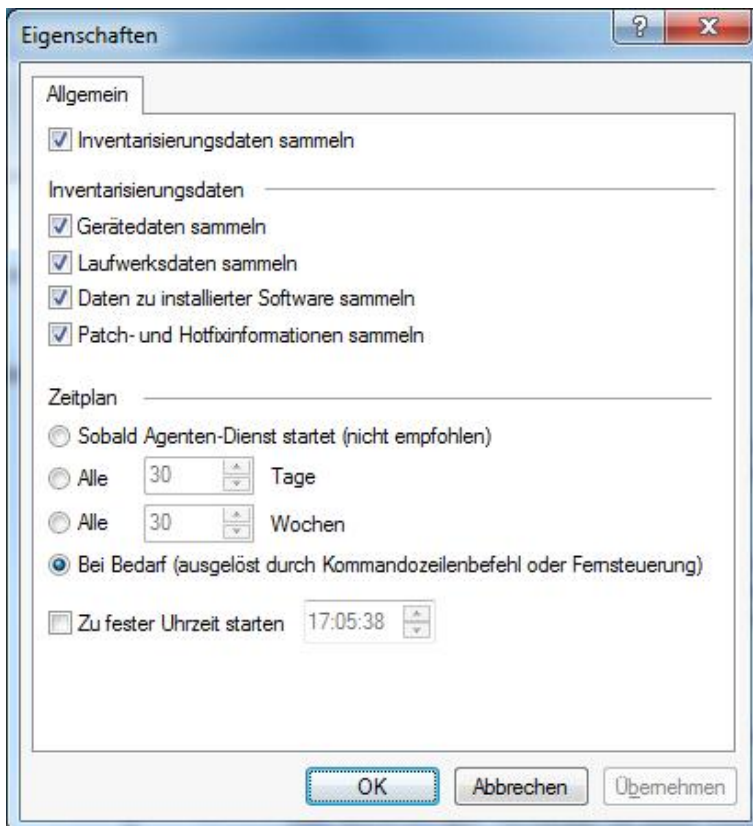 Eigenschaften
Allgemein
Inventarisierungsdaten sammeln
Inventarisierungsdaten
Gerätedaten sammeln
Laufwerksdaten sammeln
Daten zu installierter Software sammeln
Patch- und Hotfixinformationen sammeln
Zeitplan
Sobald Agenten-Dienst startet (nicht empfohlen)
Alle 30 Tage
Alle 30 Wochen
Bei Bedarf (ausgelöst durch Kommandozeilenbefehl oder Fernsteuerung)
Zu fester Uhrzeit starten 17:05:38
OK Abbrechen Übernehmen